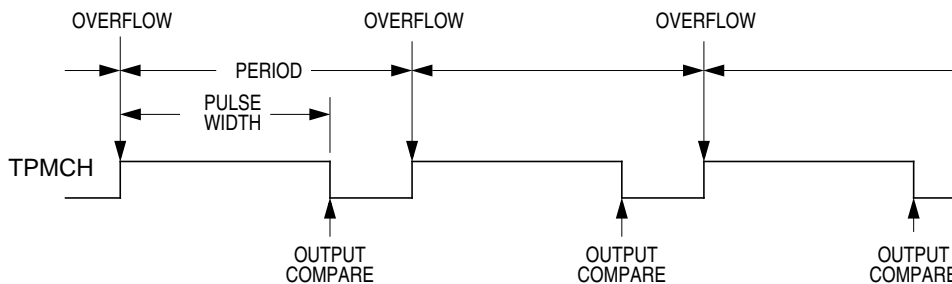 OVERFLOW OVERFLOW OVERFLOW
PERIOD
PULSE
WIDTH
TPMCH
OUTPUT
COMPARE
OUTPUT
COMPARE
OUTPUT
COMPARE